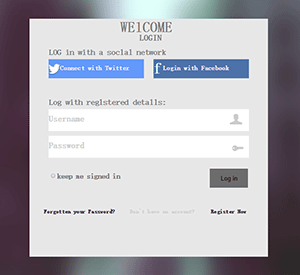 WE1COME
LOGIN
LOG in with a social network
Connect with Twitter
f Login with Facebook
Log with registered details:
Username
Password
keep me signed in
Log in
Forgotten your Password? Don't have an account? Register Now